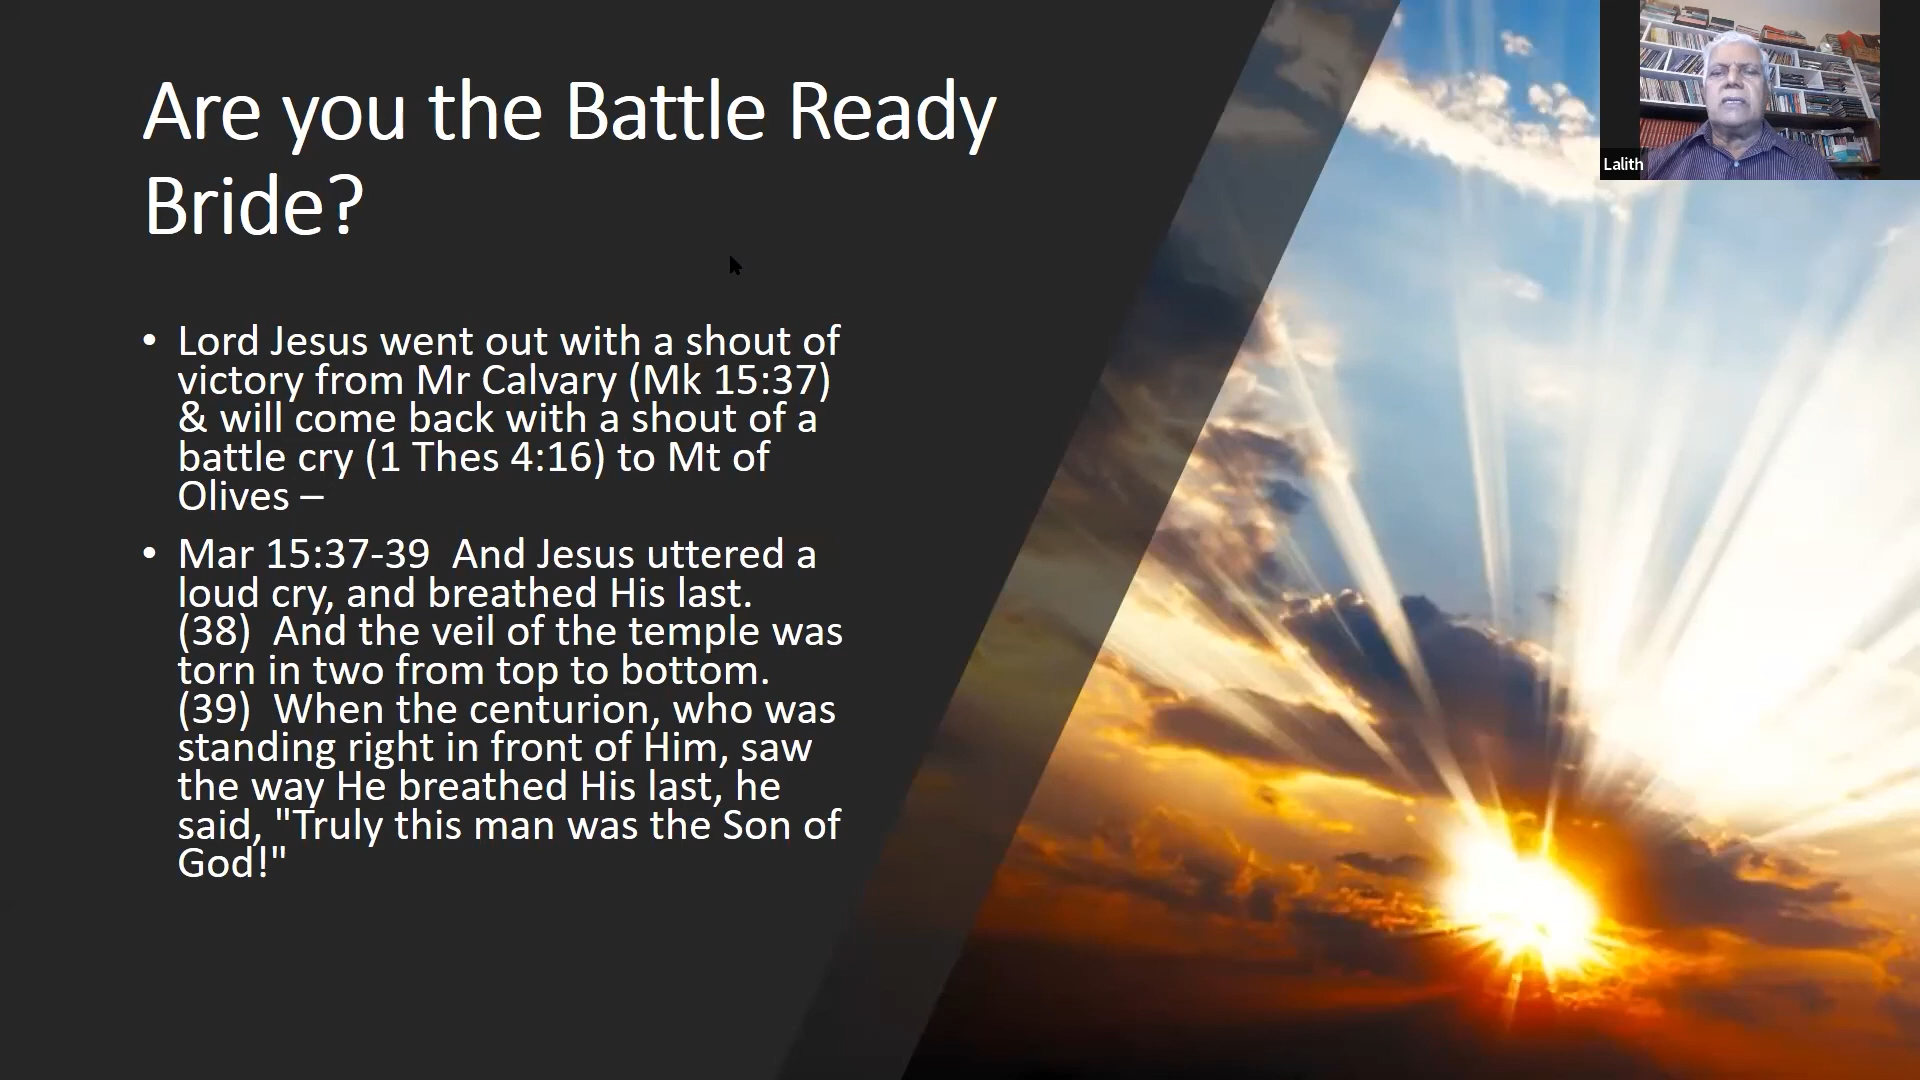 Are you the Battle Ready
Bride?
Lalith
• Lord Jesus went out with a shout of
victory from Mr Calvary (Mk 15:37)
& will come back with a shout of a
battle cry (1 Thes 4:16) to Mt of
Olives –
• Mar 15:37-39  And Jesus uttered a
loud cry, and breathed His last.
(38)  And the veil of the temple was
torn in two from top to bottom.
(39)  When the centurion, who was
standing right in front of Him, saw
the way He breathed His last, he
said, "Truly this man was the Son of
God!"